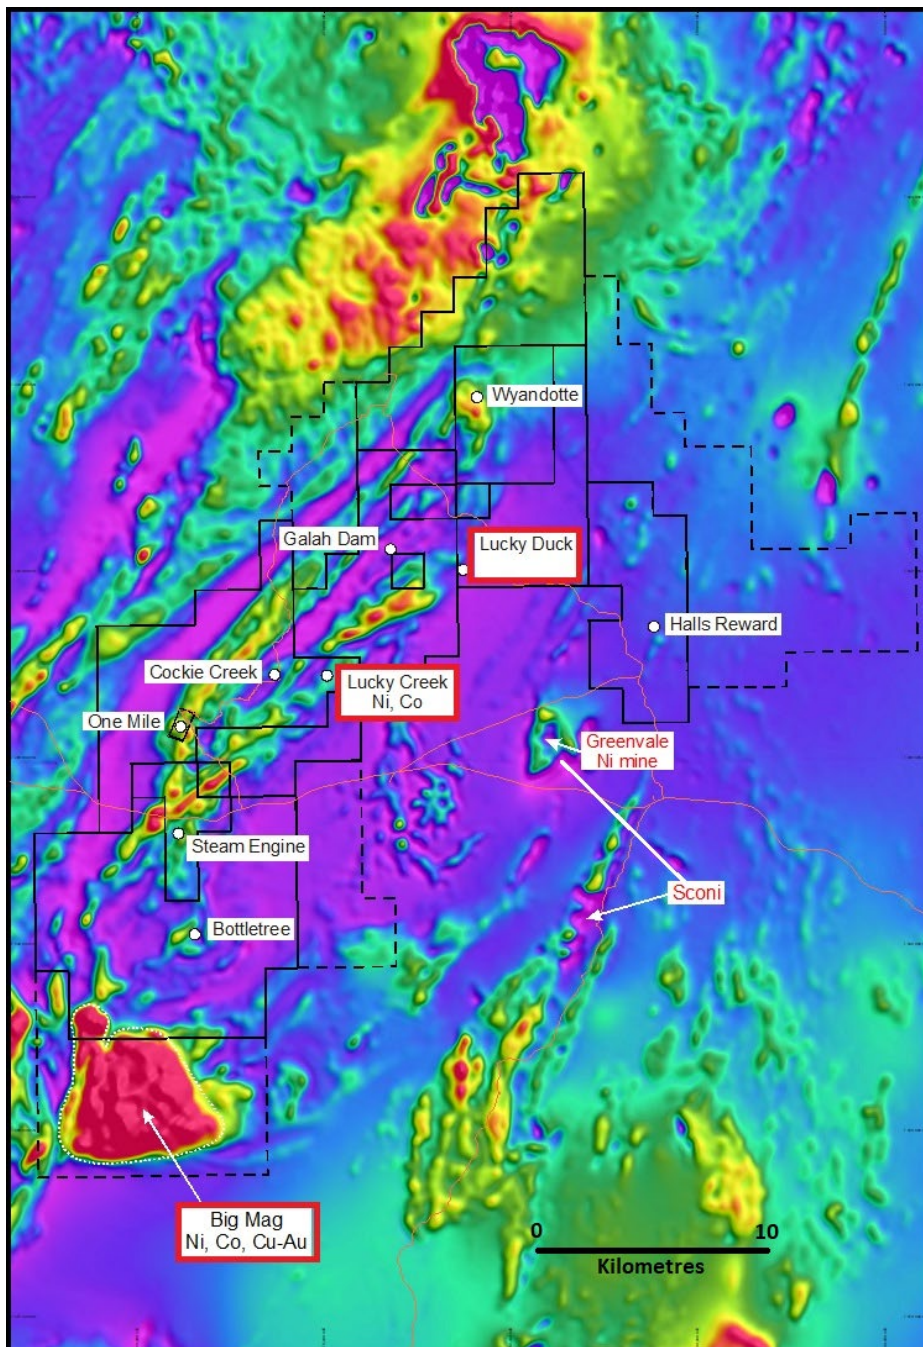 Wyandotte
Galah Dam
Lucky Duck
Halls Reward
Cockie Creek
Lucky Creek
Ni, Co
One Mile
Greenvale
Ni mine
Steam Engine
Sconi
Bottletree
Big Mag
Ni, Co, Cu-Au
0 10
Kilometres